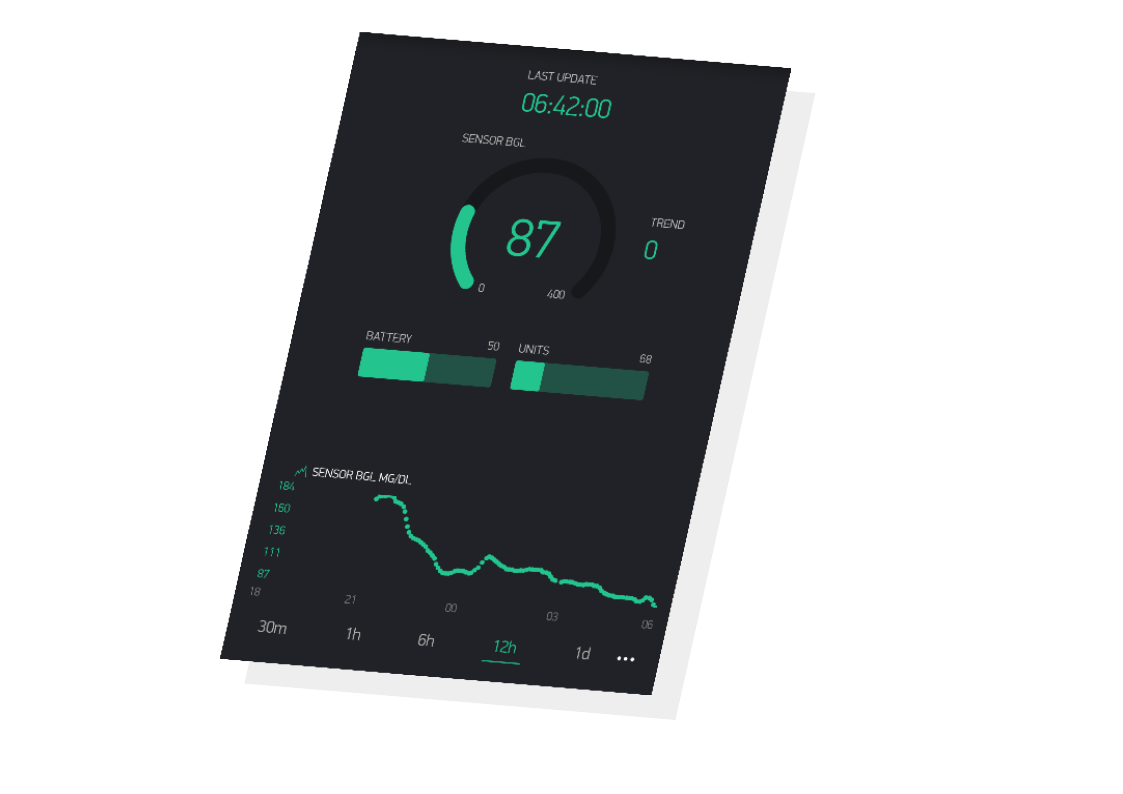 LAST UPDATE
06:42:00
SENSOR BGL
87
TREND
0
0
400
BATTERY
50
UNITS
68
SENSOR BGL MG/DL
184
160
136
111
87
18
21
00
03
06
30m
1h
6h
12h
1d